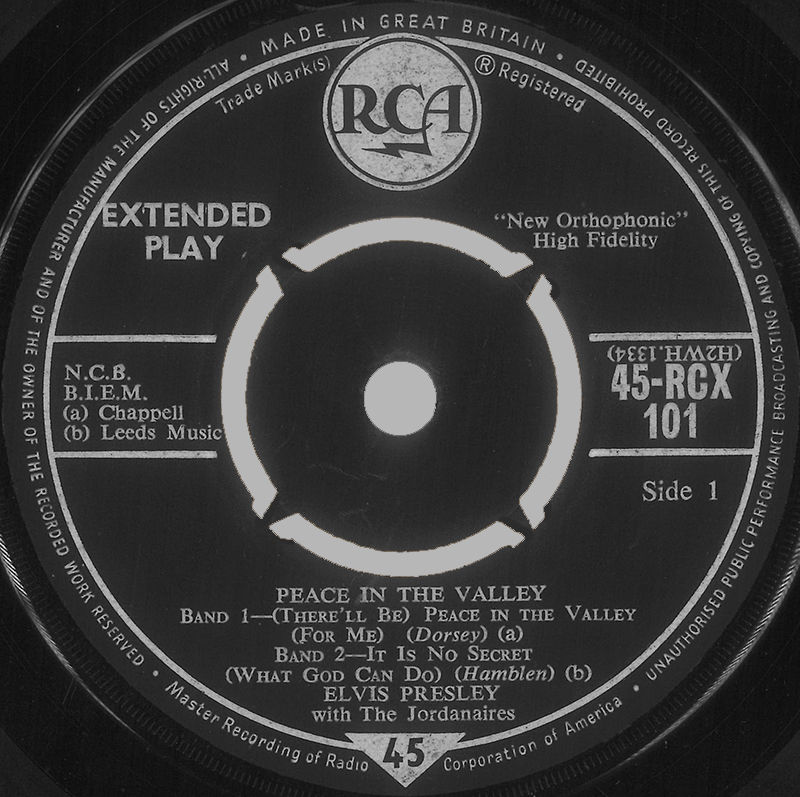 • MADE IN GREAT BRITAIN •
ALL RIGHTS OF THE MANUFACTURER AND OF THE OWNER OF THE RECORDED WORK RESERVED •
UNAUTHORISED PUBLIC PERFORMANCE BROADCASTING AND COPYING OF THIS RECORD PROHIBITED
Trade Mark(s)
RCA
® Registered
EXTENDED
PLAY
"New Orthophonic"
High Fidelity
N.C.B.
B.I.E.M.
(a) Chappell
(b) Leeds Music
(H2WH.1334)
45-RCX
101
Side 1
PEACE IN THE VALLEY
BAND 1—(THERE'LL BE) PEACE IN THE VALLEY
(FOR ME) (Dorsey) (a)
BAND 2—IT IS NO SECRET
(WHAT GOD CAN DO) (Hamblen) (b)
ELVIS PRESLEY
with The Jordanaires
Master Recording of Radio Corporation of America •
45